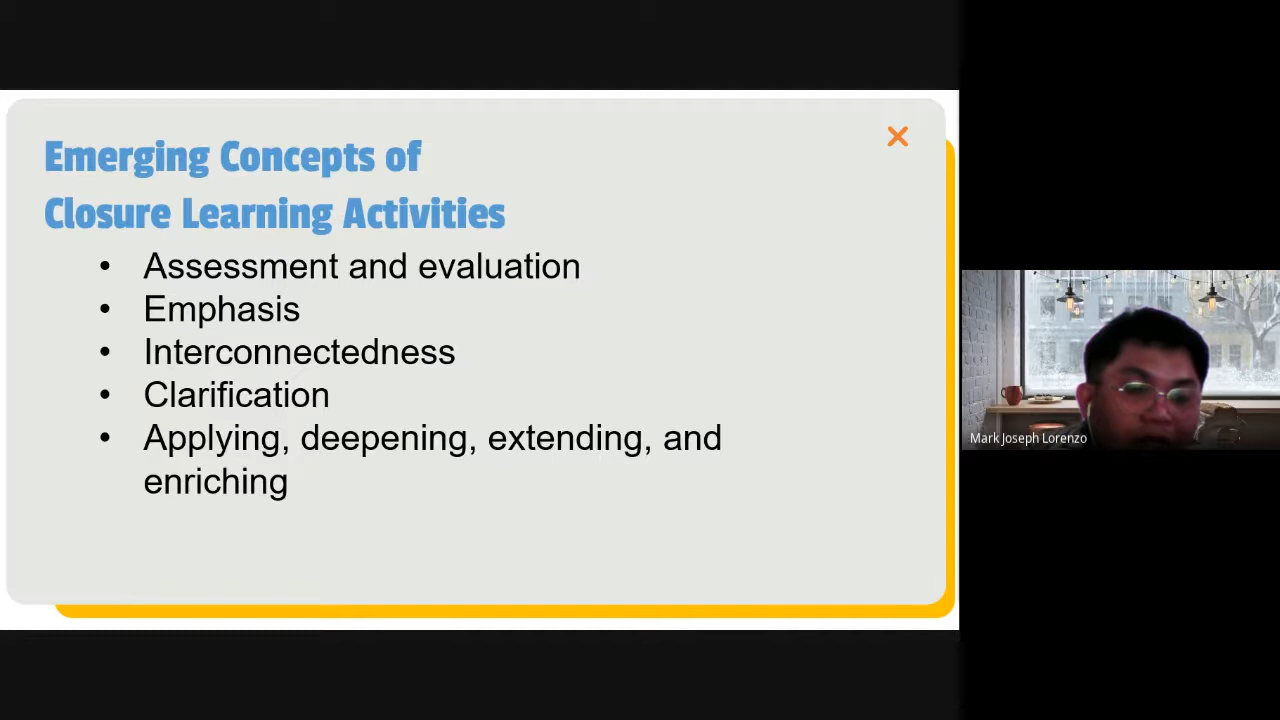 Emerging Concepts of
Closure Learning Activities
• Assessment and evaluation
• Emphasis
• Interconnectedness
• Clarification
• Applying, deepening, extending, and
enriching
Mark Joseph Lorenzo